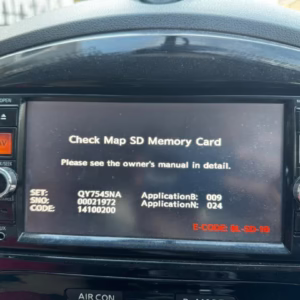 OPEN
Check Map SD Memory Card
Please see the owner's manual in detail.
SET: QY7545NA ApplicationB: 009
SNO: 00021972 ApplicationN: 024
CODE: 14100200
E-CODE: BL-SD-10
AIR CON